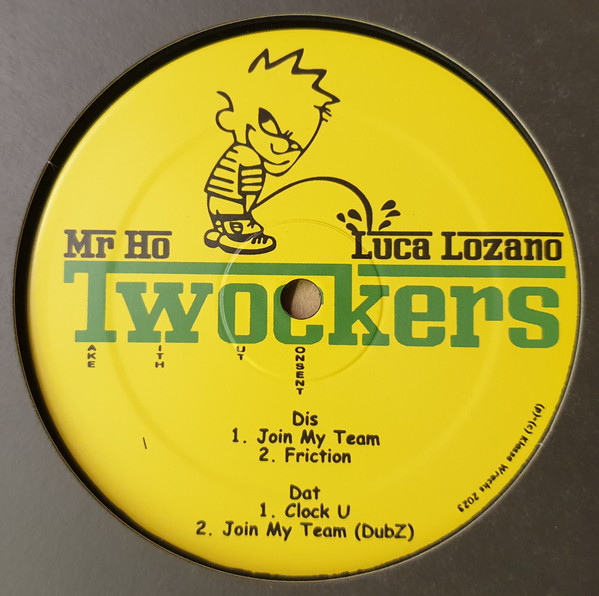 Mr Ho
Luca Lozano
Twockers
AKE
ITH
UT
ONSENT
Dis
1. Join My Team
2. Friction
Dat
1. Clock U
2. Join My Team (DubZ)
(p)+(c) Klasse Wrecks 2023